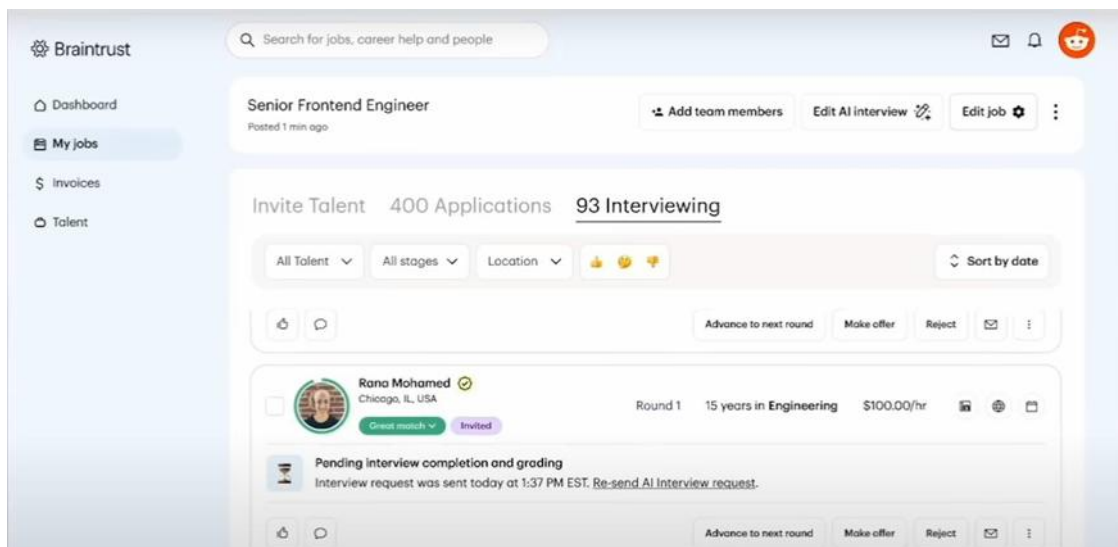 Braintrust
Search for jobs, career help and people
Dashboard
My jobs
Invoices
Talent
Senior Frontend Engineer
Posted 1 min ago
Add team members
Edit AI interview
Edit job
Invite Talent 400 Applications 93 Interviewing
All Talent All stages Location Sort by date
Advance to next round Make offer Reject
Rana Mohamed
Chicago, IL, USA
Great match Invited
Round 1 15 years in Engineering $100.00/hr
Pending interview completion and grading
Interview request was sent today at 1:37 PM EST. Re-send AI Interview request.
Advance to next round Make offer Reject